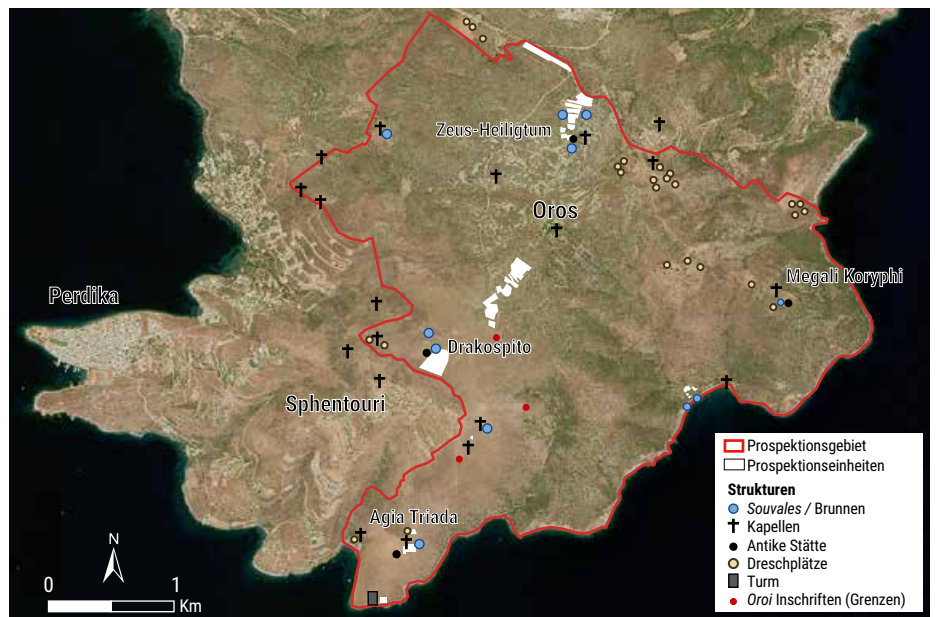 Zeus-Heiligtum
Oros
Megali Koryphi
Perdika
Drakospito
Sphentouri
Agia Triada
N
0 1
Km
Prospektionsgebiet
Prospektionseinheiten
Strukturen
Souvales / Brunnen
Kapellen
Antike Stätte
Dreschplätze
Turm
Oroi Inschriften (Grenzen)